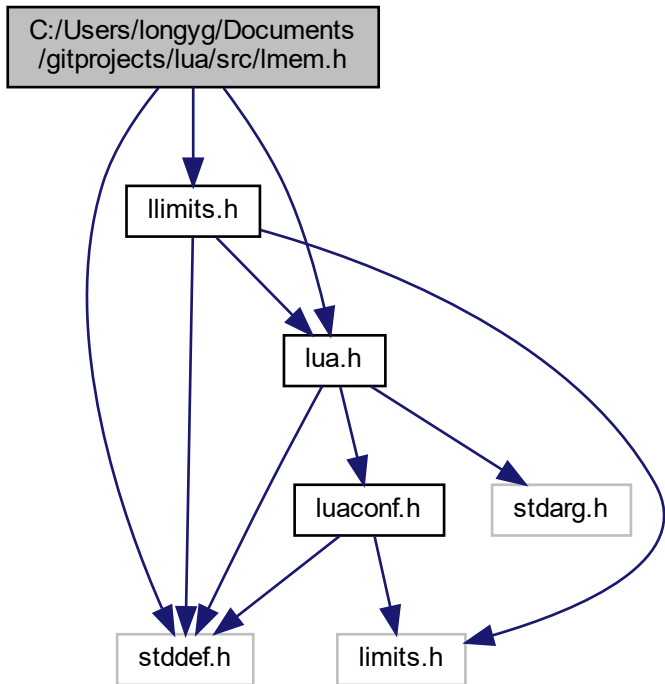 C:/Users/longyg/Documents
/gitprojects/lua/src/lmem.h
llimits.h
lua.h
luaconf.h
stdarg.h
stddef.h
limits.h